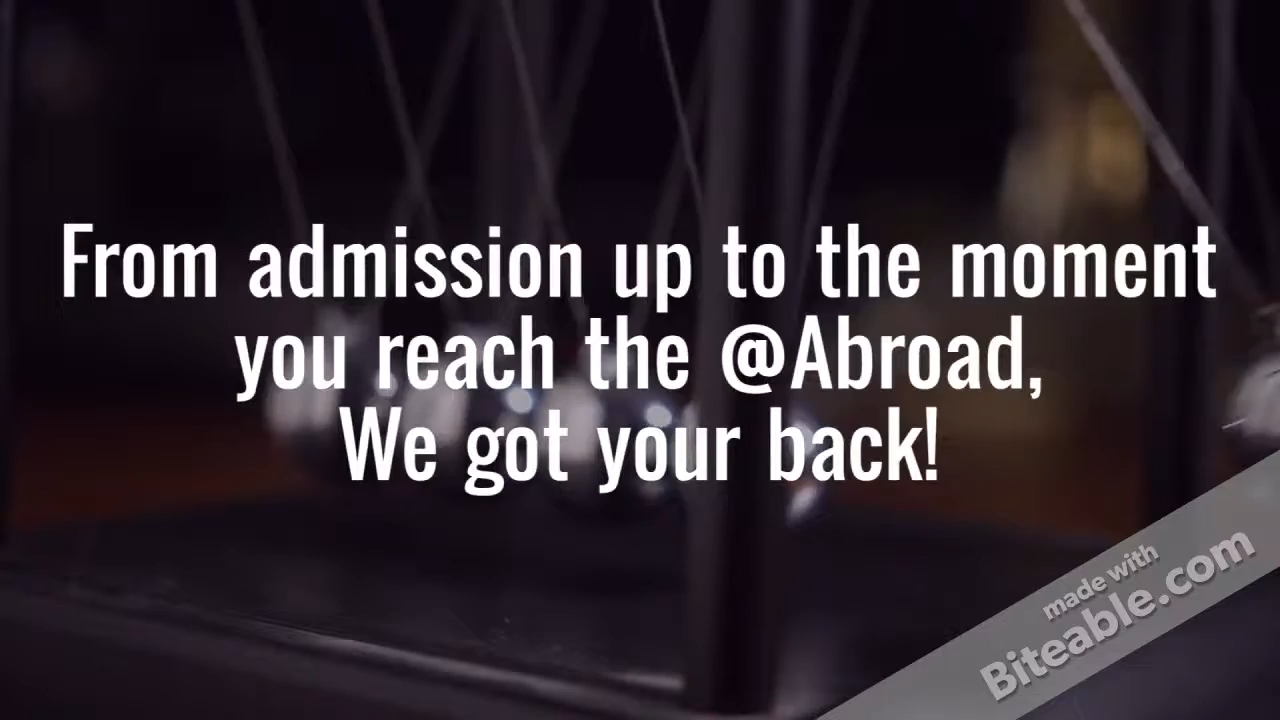 From admission up to the moment
you reach the @Abroad,
We got your back!
made with
Biteable.com